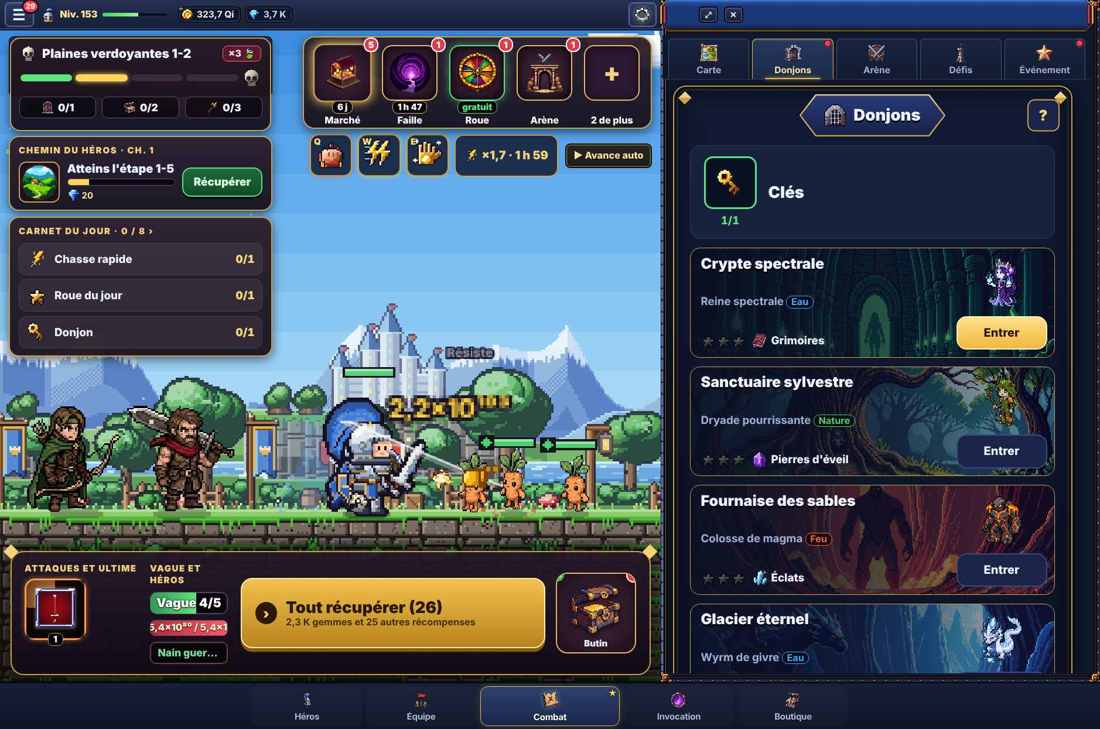 29
Niv. 153
323,7 Qi
3,7 K
Plaines verdoyantes 1-2
×3
0/1
0/2
0/3
CHEMIN DU HÉROS · CH. 1
Atteins l'étape 1-5
20
Récupérer
CARNET DU JOUR · 0 / 8 ›
Chasse rapide
0/1
Roue du jour
0/1
Donjon
0/1
5
6 j
Marché
1
1 h 47
Faille
1
gratuit
Roue
1
Arène
+
2 de plus
Q
W
E
×1,7 · 1 h 59
Avance auto
Résiste
ATTAQUES ET ULTIME
1
VAGUE ET
HÉROS
Vague 4/5
Nain guer...
Tout récupérer (26)
2,3 K gemmes et 25 autres récompenses
Butin
Héros
Équipe
Combat
Invocation
Boutique
Carte
Donjons
Arène
Défis
Événement
Donjons
?
Clés
1/1
Crypte spectrale
Reine spectrale Eau
Grimoires
Entrer
Sanctuaire sylvestre
Dryade pourrissante Nature
Pierres d'éveil
Entrer
Fournaise des sables
Colosse de magma Feu
Éclats
Entrer
Glacier éternel
Wyrm de givre Eau